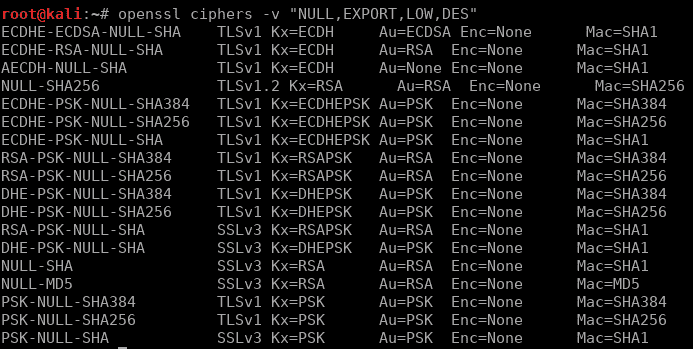 root@kali:~# openssl ciphers -v "NULL,EXPORT,LOW,DES"
ECDHE-ECDSA-NULL-SHA    TLSv1 Kx=ECDH     Au=ECDSA Enc=None      Mac=SHA1
ECDHE-RSA-NULL-SHA      TLSv1 Kx=ECDH     Au=RSA  Enc=None      Mac=SHA1
AECDH-NULL-SHA          TLSv1 Kx=ECDH     Au=None Enc=None      Mac=SHA1
NULL-SHA256             TLSv1.2 Kx=RSA      Au=RSA  Enc=None      Mac=SHA256
ECDHE-PSK-NULL-SHA384   TLSv1 Kx=ECDHEPSK Au=PSK  Enc=None      Mac=SHA384
ECDHE-PSK-NULL-SHA256   TLSv1 Kx=ECDHEPSK Au=PSK  Enc=None      Mac=SHA256
ECDHE-PSK-NULL-SHA      TLSv1 Kx=ECDHEPSK Au=PSK  Enc=None      Mac=SHA1
RSA-PSK-NULL-SHA384     TLSv1 Kx=RSAPSK   Au=RSA  Enc=None      Mac=SHA384
RSA-PSK-NULL-SHA256     TLSv1 Kx=RSAPSK   Au=RSA  Enc=None      Mac=SHA256
DHE-PSK-NULL-SHA384     TLSv1 Kx=DHEPSK   Au=PSK  Enc=None      Mac=SHA384
DHE-PSK-NULL-SHA256     TLSv1 Kx=DHEPSK   Au=PSK  Enc=None      Mac=SHA256
RSA-PSK-NULL-SHA        SSLv3 Kx=RSAPSK   Au=RSA  Enc=None      Mac=SHA1
DHE-PSK-NULL-SHA        SSLv3 Kx=DHEPSK   Au=PSK  Enc=None      Mac=SHA1
NULL-SHA                SSLv3 Kx=RSA      Au=RSA  Enc=None      Mac=SHA1
NULL-MD5                SSLv3 Kx=RSA      Au=RSA  Enc=None      Mac=MD5
PSK-NULL-SHA384         TLSv1 Kx=PSK      Au=PSK  Enc=None      Mac=SHA384
PSK-NULL-SHA256         TLSv1 Kx=PSK      Au=PSK  Enc=None      Mac=SHA256
PSK-NULL-SHA            SSLv3 Kx=PSK      Au=PSK  Enc=None      Mac=SHA1